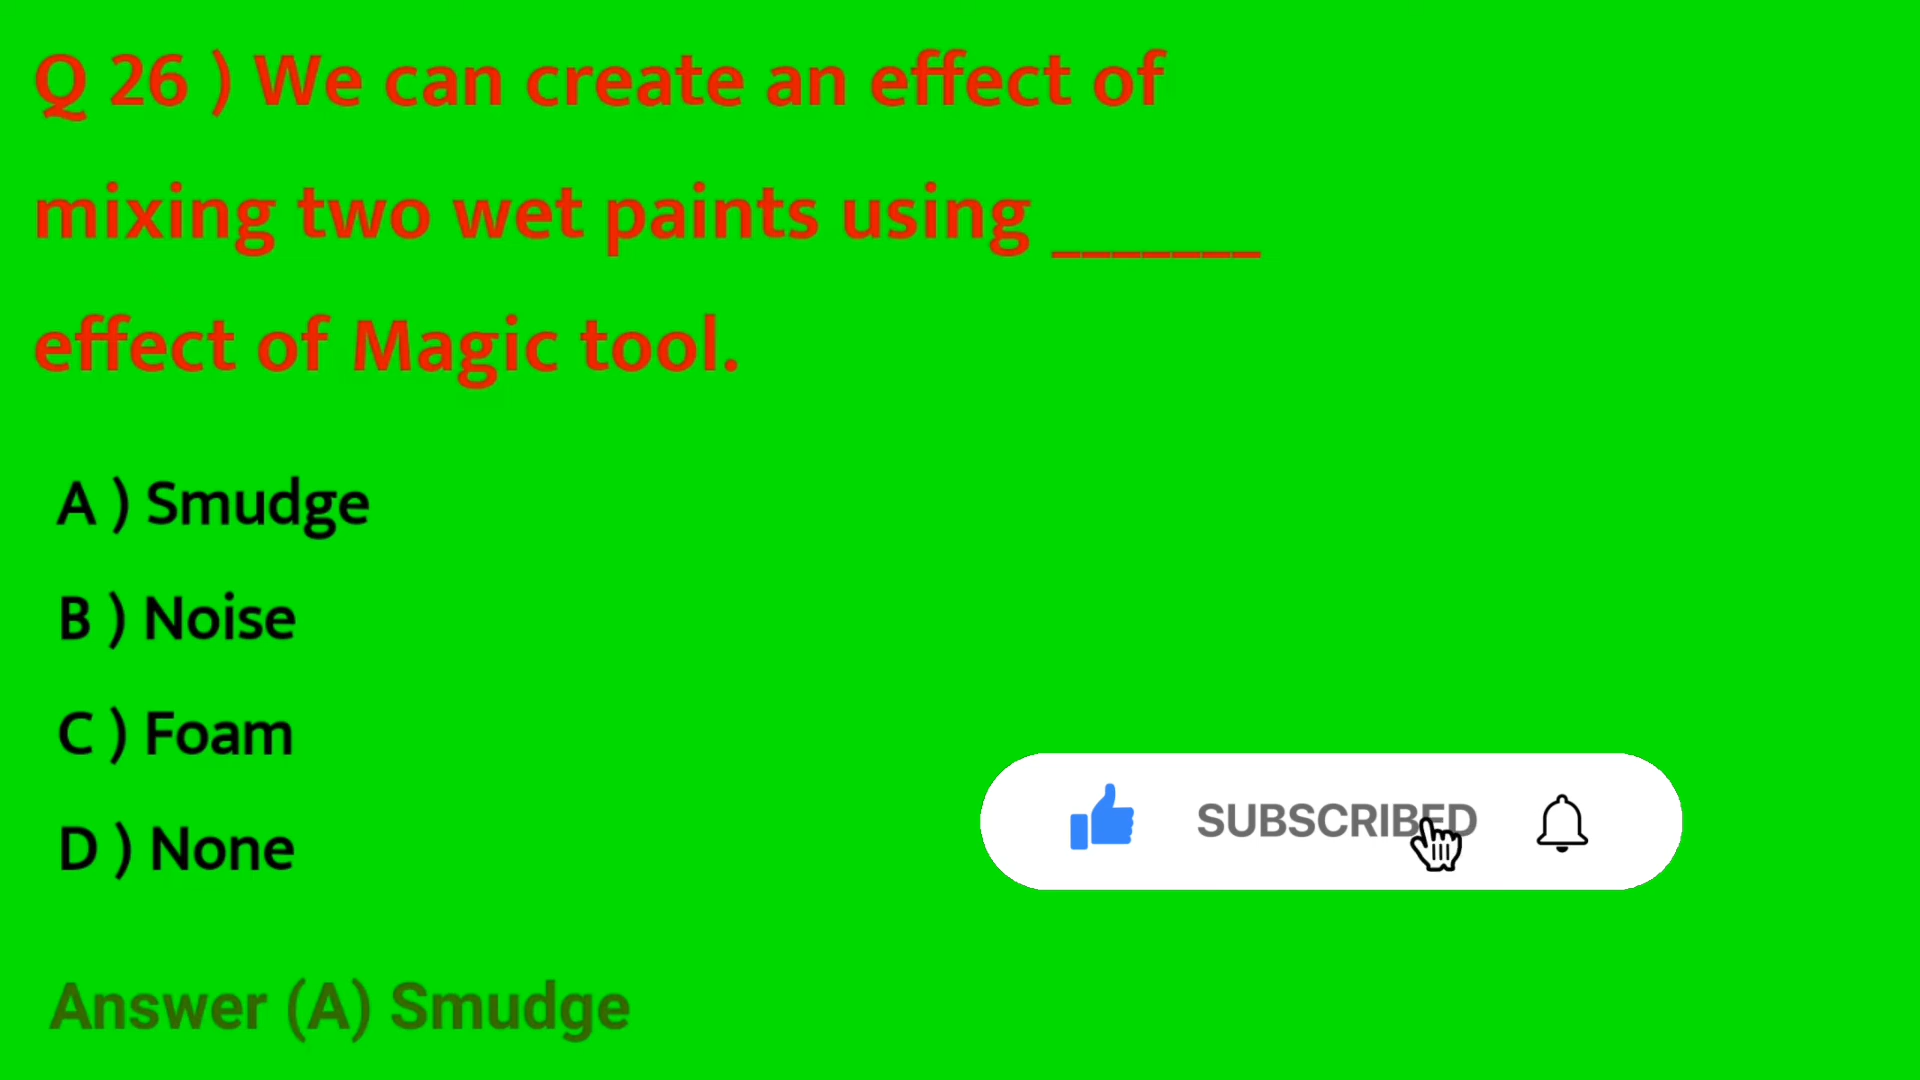 Q 26 ) We can create an effect of
mixing two wet paints using _______
effect of Magic tool.
A ) Smudge
B ) Noise
C ) Foam
D ) None
SUBSCRIBED
Answer (A) Smudge